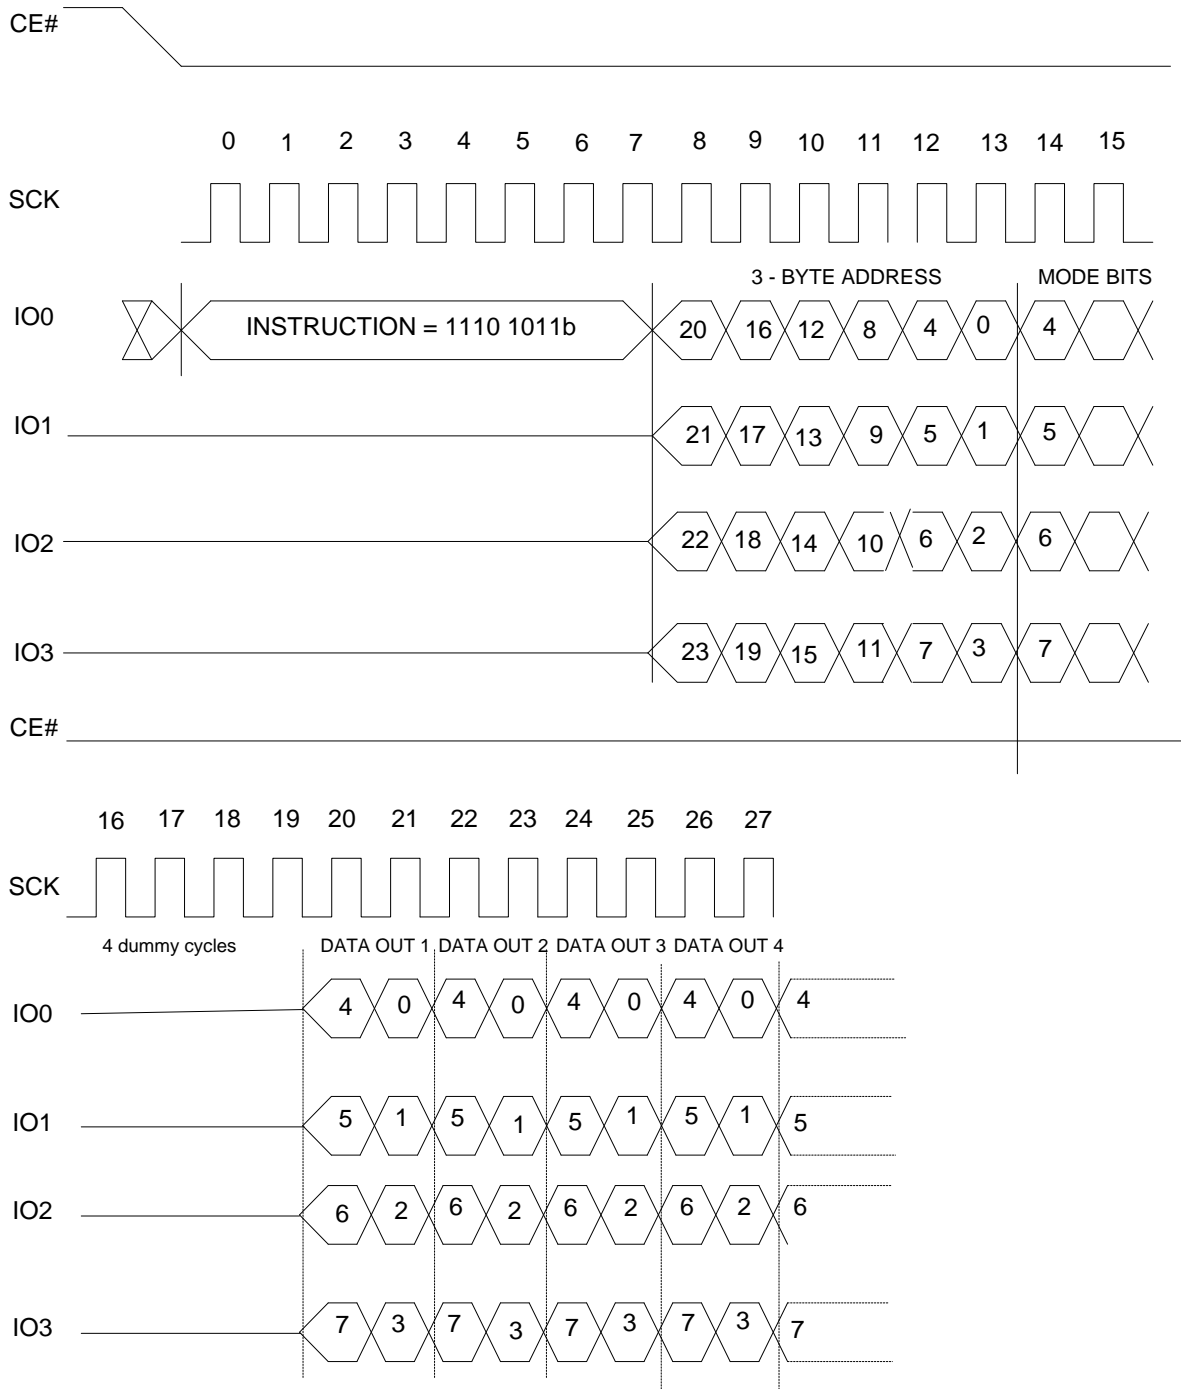 CE#
0 1 2 3 4 5 6 7 8 9 10 11 12 13 14 15
SCK
3 - BYTE ADDRESS MODE BITS
IO0 INSTRUCTION = 1110 1011b 20 16 12 8 4 0 4
IO1 21 17 13 9 5 1 5
IO2 22 18 14 10 6 2 6
IO3 23 19 15 11 7 3 7
CE#
16 17 18 19 20 21 22 23 24 25 26 27
SCK
4 dummy cycles DATA OUT 1 DATA OUT 2 DATA OUT 3 DATA OUT 4
IO0 4 0 4 0 4 0 4 0 4
IO1 5 1 5 1 5 1 5 1 5
IO2 6 2 6 2 6 2 6 2 6
IO3 7 3 7 3 7 3 7 3 7